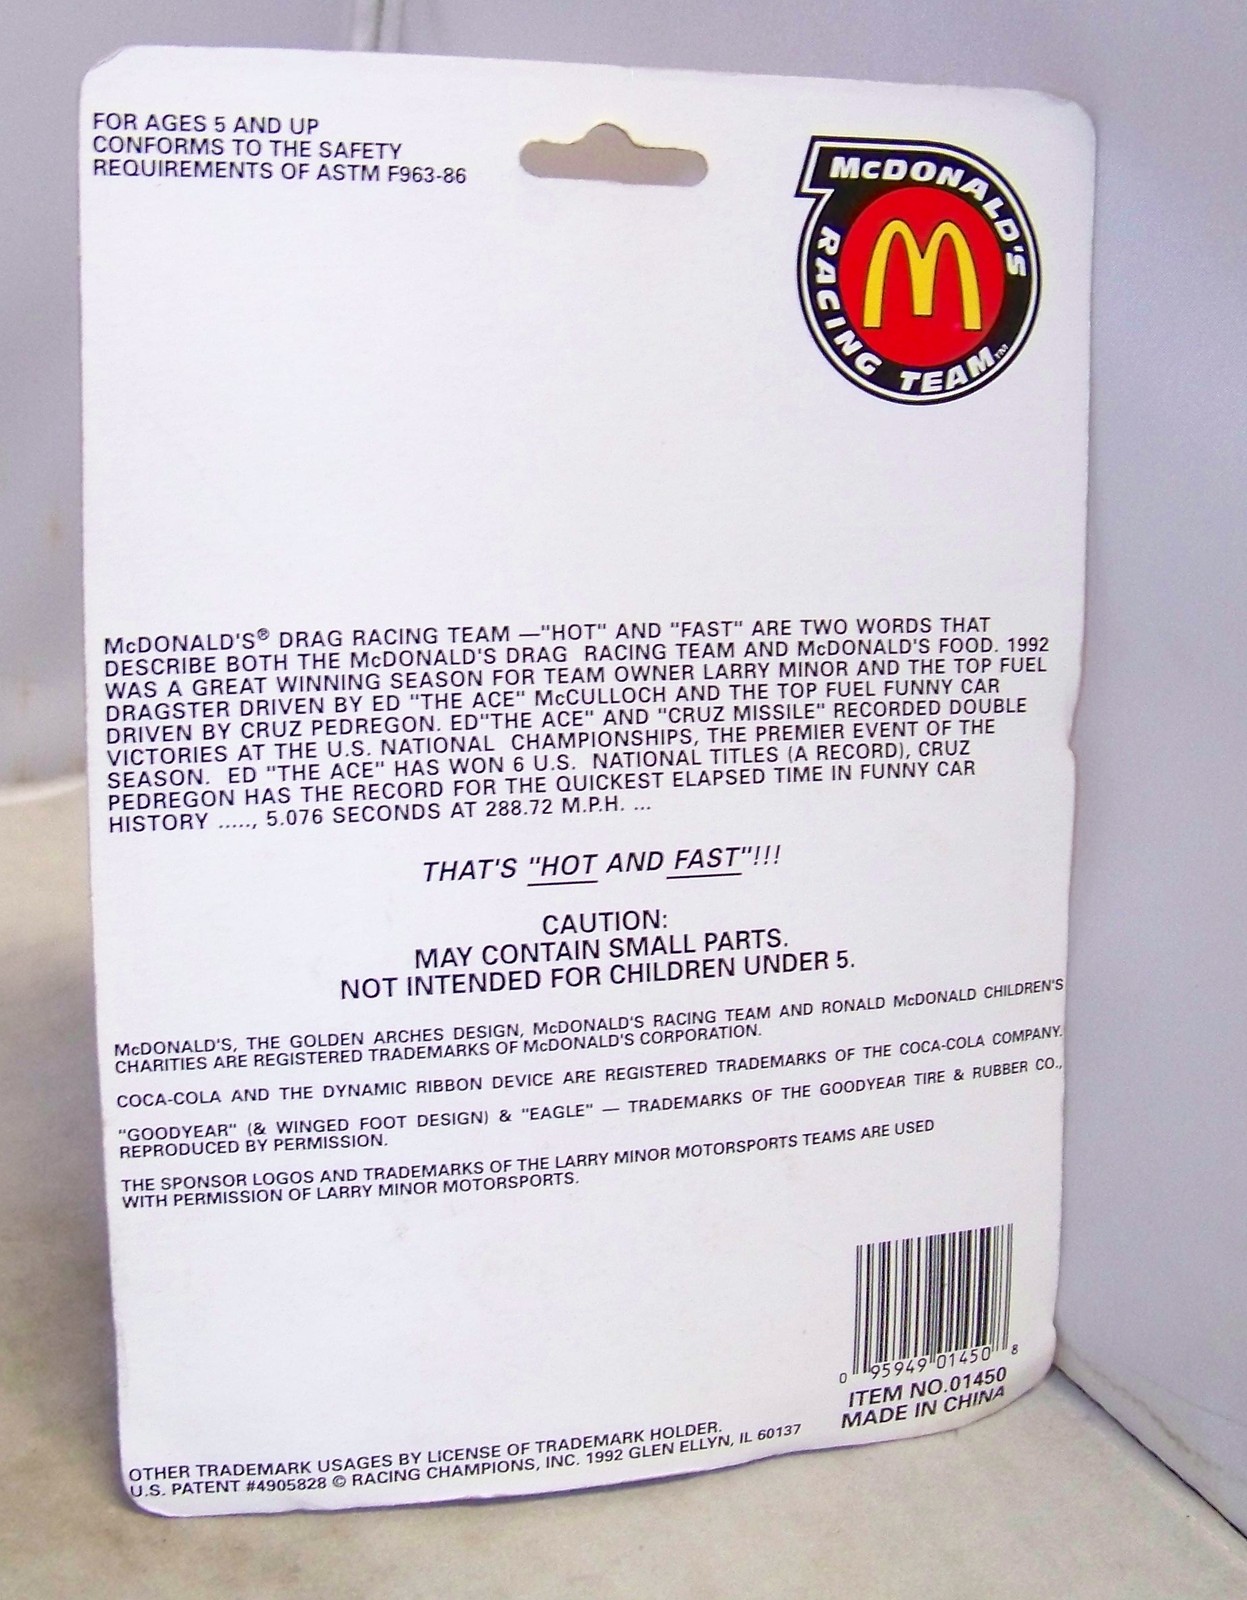 FOR AGES 5 AND UP
CONFORMS TO THE SAFETY
REQUIREMENTS OF ASTM F963-86
McDONALD'S
RACING TEAM™
McDONALD'S® DRAG RACING TEAM —"HOT" AND "FAST" ARE TWO WORDS THAT
DESCRIBE BOTH THE McDONALD'S DRAG RACING TEAM AND McDONALD'S FOOD. 1992
WAS A GREAT WINNING SEASON FOR TEAM OWNER LARRY MINOR AND THE TOP FUEL
DRAGSTER DRIVEN BY ED "THE ACE" McCULLOCH AND THE TOP FUEL FUNNY CAR
DRIVEN BY CRUZ PEDREGON. ED"THE ACE" AND "CRUZ MISSILE" RECORDED DOUBLE
VICTORIES AT THE U.S. NATIONAL CHAMPIONSHIPS, THE PREMIER EVENT OF THE
SEASON. ED "THE ACE" HAS WON 6 U.S. NATIONAL TITLES (A RECORD), CRUZ
PEDREGON HAS THE RECORD FOR THE QUICKEST ELAPSED TIME IN FUNNY CAR
HISTORY ....., 5.076 SECONDS AT 288.72 M.P.H. ...
THAT'S "HOT AND FAST"!!!
CAUTION:
MAY CONTAIN SMALL PARTS.
NOT INTENDED FOR CHILDREN UNDER 5.
McDONALD'S, THE GOLDEN ARCHES DESIGN, McDONALD'S RACING TEAM AND RONALD McDONALD CHILDREN'S
CHARITIES ARE REGISTERED TRADEMARKS OF McDONALD'S CORPORATION.
COCA-COLA AND THE DYNAMIC RIBBON DEVICE ARE REGISTERED TRADEMARKS OF THE COCA-COLA COMPANY.
"GOODYEAR" (& WINGED FOOT DESIGN) & "EAGLE" — TRADEMARKS OF THE GOODYEAR TIRE & RUBBER CO.,
REPRODUCED BY PERMISSION.
THE SPONSOR LOGOS AND TRADEMARKS OF THE LARRY MINOR MOTORSPORTS TEAMS ARE USED
WITH PERMISSION OF LARRY MINOR MOTORSPORTS.
0 95949 01450 8
ITEM NO.01450
MADE IN CHINA
OTHER TRADEMARK USAGES BY LICENSE OF TRADEMARK HOLDER.
U.S. PATENT #4905828 © RACING CHAMPIONS, INC. 1992 GLEN ELLYN, IL 60137